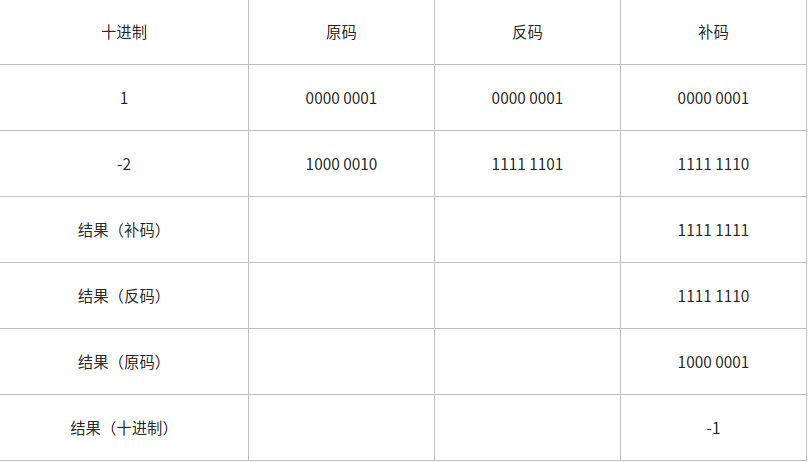 十进制 原码 反码 补码
1 0000 0001 0000 0001 0000 0001
-2 1000 0010 1111 1101 1111 1110
结果（补码） 1111 1111
结果（反码） 1111 1110
结果（原码） 1000 0001
结果（十进制） -1